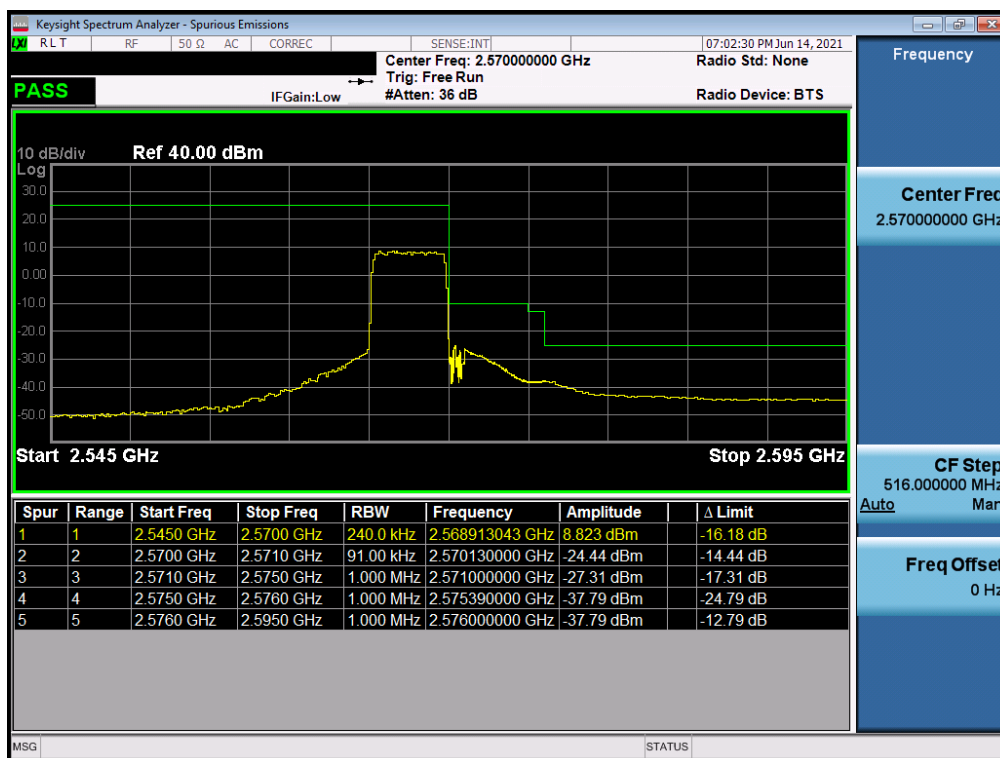 Keysight Spectrum Analyzer - Spurious Emissions
LXI RLT RF 50 Ω AC CORREC SENSE:INT 07:02:30 PM Jun 14, 2021
Center Freq: 2.570000000 GHz Radio Std: None
Trig: Free Run
PASS IFGain:Low #Atten: 36 dB Radio Device: BTS
10 dB/div Ref 40.00 dBm
Log
30.0
20.0
10.0
0.00
-10.0
-20.0
-30.0
-40.0
-50.0
Start 2.545 GHz Stop 2.595 GHz
Spur Range Start Freq Stop Freq RBW Frequency Amplitude Δ Limit
1 1 2.5450 GHz 2.5700 GHz 240.0 kHz 2.568913043 GHz 8.823 dBm -16.18 dB
2 2 2.5700 GHz 2.5710 GHz 91.00 kHz 2.570130000 GHz -24.44 dBm -14.44 dB
3 3 2.5710 GHz 2.5750 GHz 1.000 MHz 2.571000000 GHz -27.31 dBm -17.31 dB
4 4 2.5750 GHz 2.5760 GHz 1.000 MHz 2.575390000 GHz -37.79 dBm -24.79 dB
5 5 2.5760 GHz 2.5950 GHz 1.000 MHz 2.576000000 GHz -37.79 dBm -12.79 dB
MSG STATUS
Frequency
Center Freq
2.570000000 GHz
CF Step
516.000000 MHz
Auto Man
Freq Offset
0 Hz